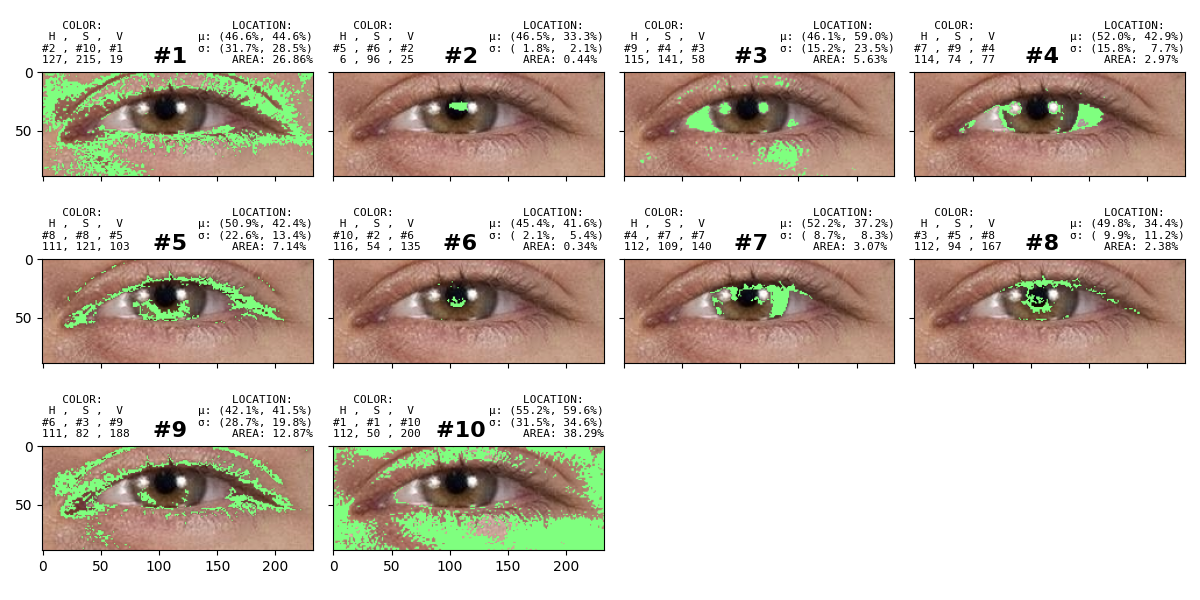 COLOR:
H , S , V
#2 , #10, #1
127, 215, 19
#1
LOCATION:
μ: (46.6%, 44.6%)
σ: (31.7%, 28.5%)
AREA: 26.86%
COLOR:
H , S , V
#5 , #6 , #2
6 , 96 , 25
#2
LOCATION:
μ: (46.5%, 33.3%)
σ: ( 1.8%, 2.1%)
AREA: 0.44%
COLOR:
H , S , V
#9 , #4 , #3
115, 141, 58
#3
LOCATION:
μ: (46.1%, 59.0%)
σ: (15.2%, 23.5%)
AREA: 5.63%
COLOR:
H , S , V
#7 , #9 , #4
114, 74 , 77
#4
LOCATION:
μ: (52.0%, 42.9%)
σ: (15.8%, 7.7%)
AREA: 2.97%
0
50
COLOR:
H , S , V
#8 , #8 , #5
111, 121, 103
#5
LOCATION:
μ: (50.9%, 42.4%)
σ: (22.6%, 13.4%)
AREA: 7.14%
COLOR:
H , S , V
#10, #2 , #6
116, 54 , 135
#6
LOCATION:
μ: (45.4%, 41.6%)
σ: ( 2.1%, 5.4%)
AREA: 0.34%
COLOR:
H , S , V
#4 , #7 , #7
112, 109, 140
#7
LOCATION:
μ: (52.2%, 37.2%)
σ: ( 8.7%, 8.3%)
AREA: 3.07%
COLOR:
H , S , V
#3 , #5 , #8
112, 94 , 167
#8
LOCATION:
μ: (49.8%, 34.4%)
σ: ( 9.9%, 11.2%)
AREA: 2.38%
0
50
COLOR:
H , S , V
#6 , #3 , #9
111, 82 , 188
#9
LOCATION:
μ: (42.1%, 41.5%)
σ: (28.7%, 19.8%)
AREA: 12.87%
COLOR:
H , S , V
#1 , #1 , #10
112, 50 , 200
#10
LOCATION:
μ: (55.2%, 59.6%)
σ: (31.5%, 34.6%)
AREA: 38.29%
0
50
0 50 100 150 200
0 50 100 150 200